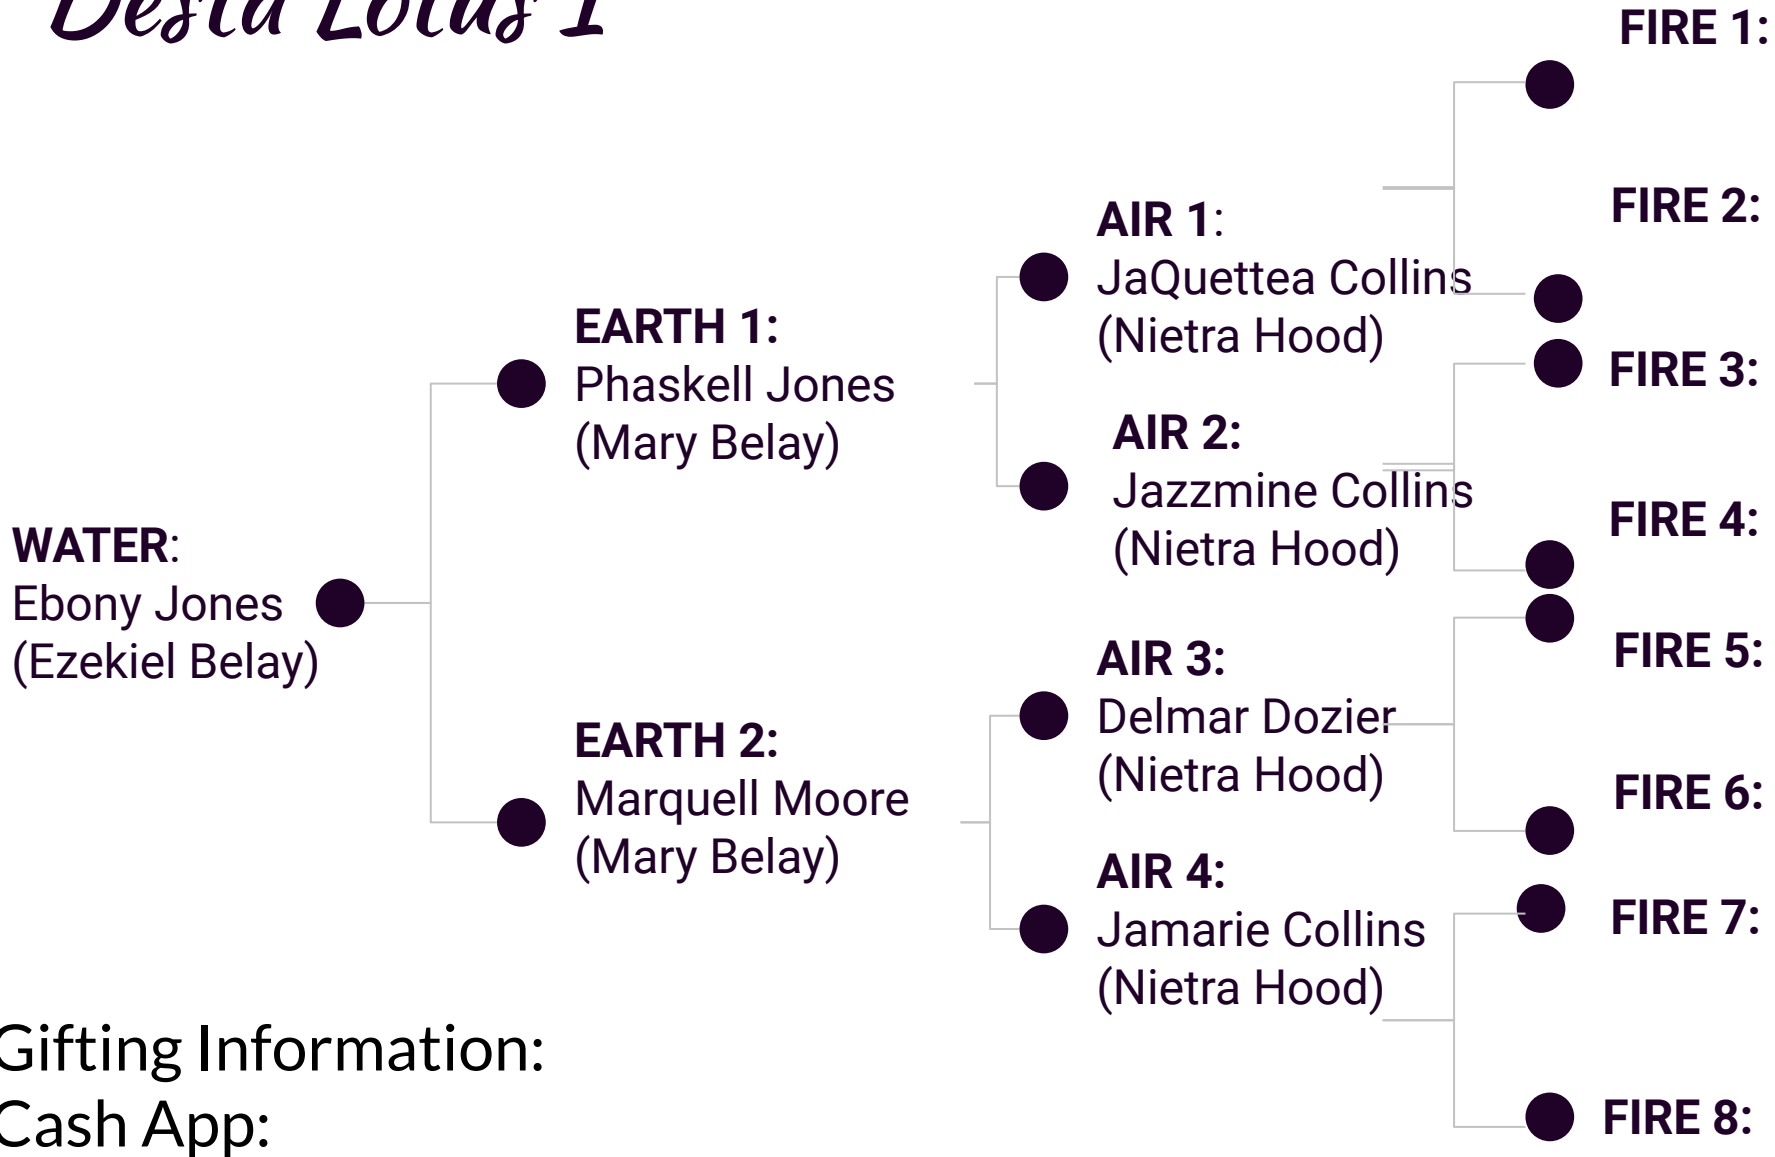 Desta Lotus 1
WATER:
Ebony Jones
(Ezekiel Belay)
EARTH 1:
Phaskell Jones
(Mary Belay)
EARTH 2:
Marquell Moore
(Mary Belay)
AIR 1:
JaQuettea Collins
(Nietra Hood)
AIR 2:
Jazzmine Collins
(Nietra Hood)
AIR 3:
Delmar Dozier
(Nietra Hood)
AIR 4:
Jamarie Collins
(Nietra Hood)
FIRE 1:
FIRE 2:
FIRE 3:
FIRE 4:
FIRE 5:
FIRE 6:
FIRE 7:
FIRE 8:
Gifting Information:
Cash App: